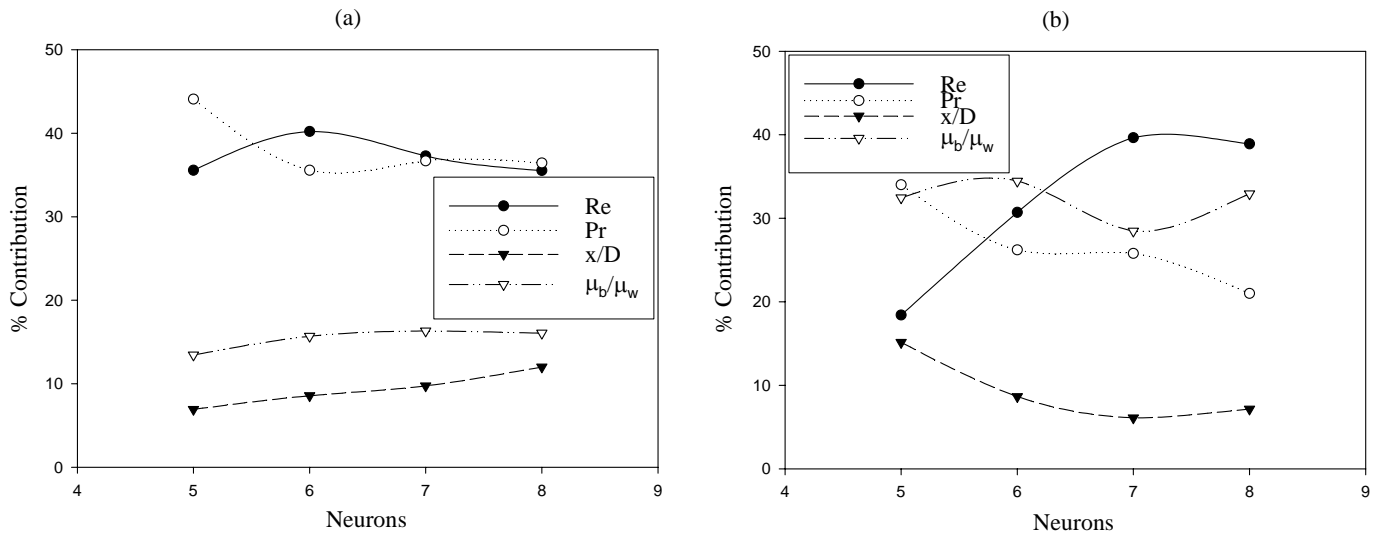 (a)
50
40
30
20
10
0
% Contribution
4 5 6 7 8 9
Neurons
Re
Pr
x/D
μb/μw
(b)
50
40
30
20
10
0
% Contribution
4 5 6 7 8 9
Neurons
Re
Pr
x/D
μb/μw